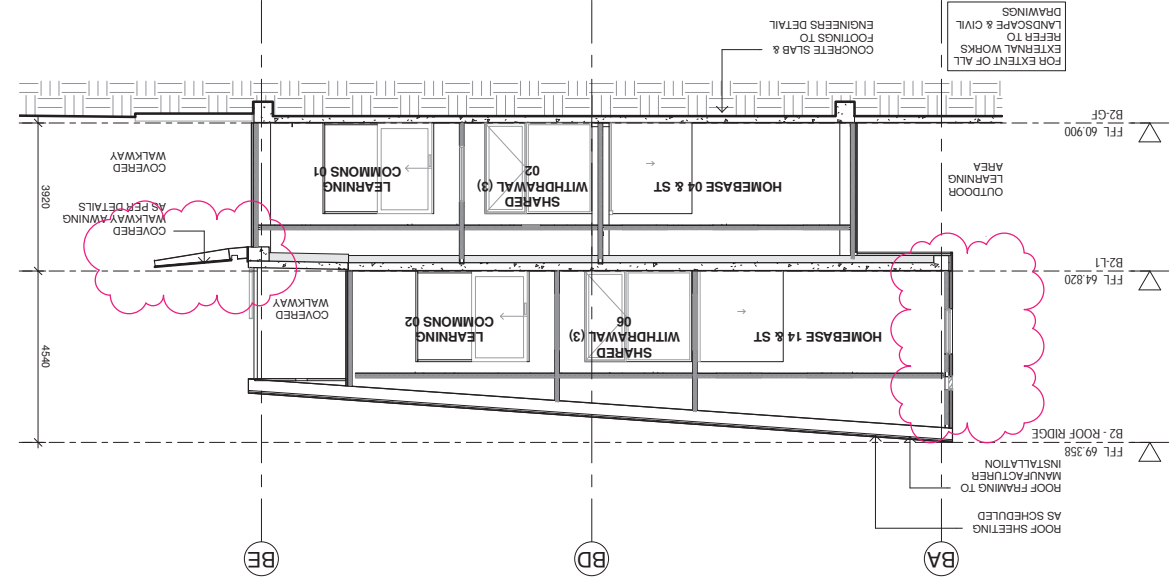 BA
BD
BE
ROOF SHEETING
AS SCHEDULED
ROOF FRAMING TO
MANUFACTURER
INSTALLATION
FFL 69.358
B2 - ROOF RIDGE
4540
HOMEBASE 14 & ST
SHARED
WITHDRAWAL (3)
06
LEARNING
COMMONS 02
COVERED
WALKWAY
FFL 64.820
B2-L1
COVERED
WALKWAY AWNING
AS PER DETAILS
3920
OUTDOOR
LEARNING
AREA
HOMEBASE 04 & ST
SHARED
WITHDRAWAL (3)
02
LEARNING
COMMONS 01
COVERED
WALKWAY
FFL 60.900
B2-GF
CONCRETE SLAB &
FOOTINGS TO
ENGINEERS DETAIL
FOR EXTENT OF ALL
EXTERNAL WORKS
REFER TO
LANDSCAPE & CIVIL
DRAWINGS